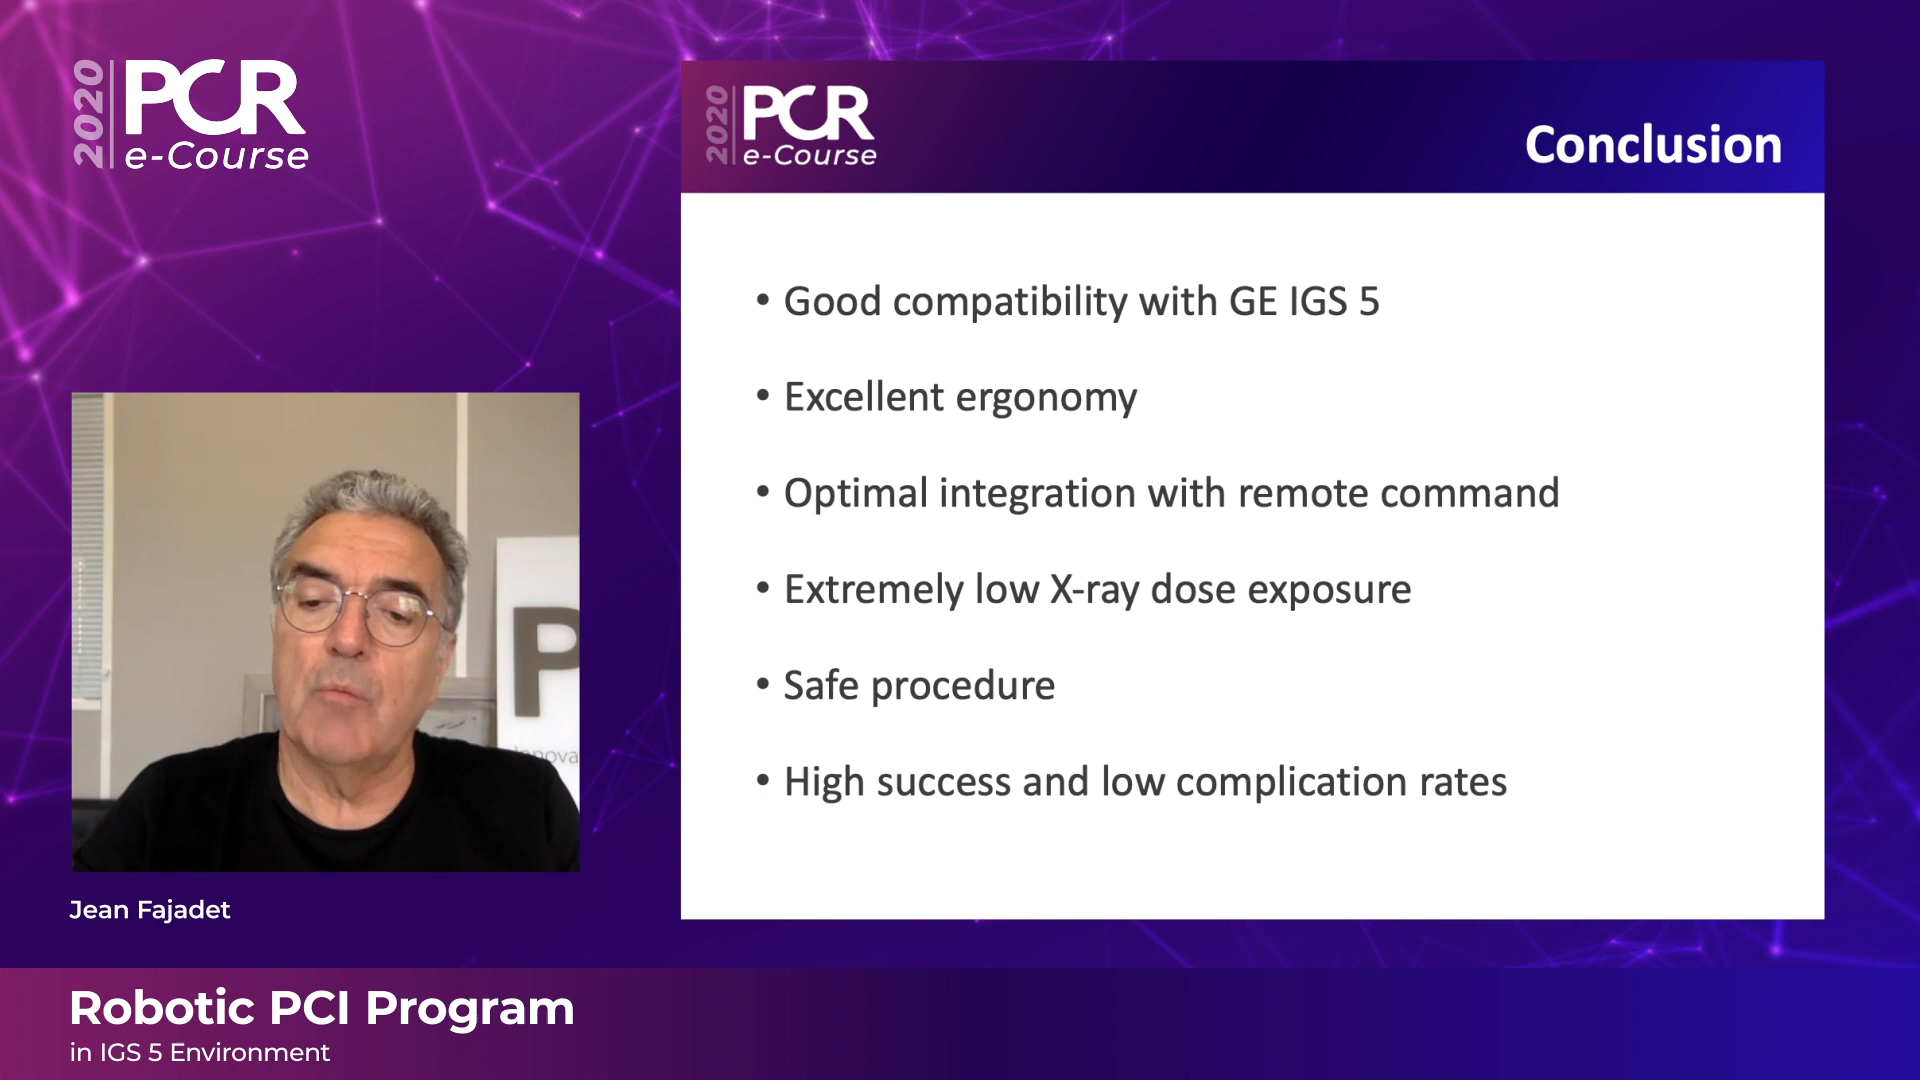 2020
PCR
e-Course
2020
PCR
e-Course
Conclusion
• Good compatibility with GE IGS 5
• Excellent ergonomy
• Optimal integration with remote command
• Extremely low X-ray dose exposure
• Safe procedure
• High success and low complication rates
P
Innova
Jean Fajadet
Robotic PCI Program
in IGS 5 Environment